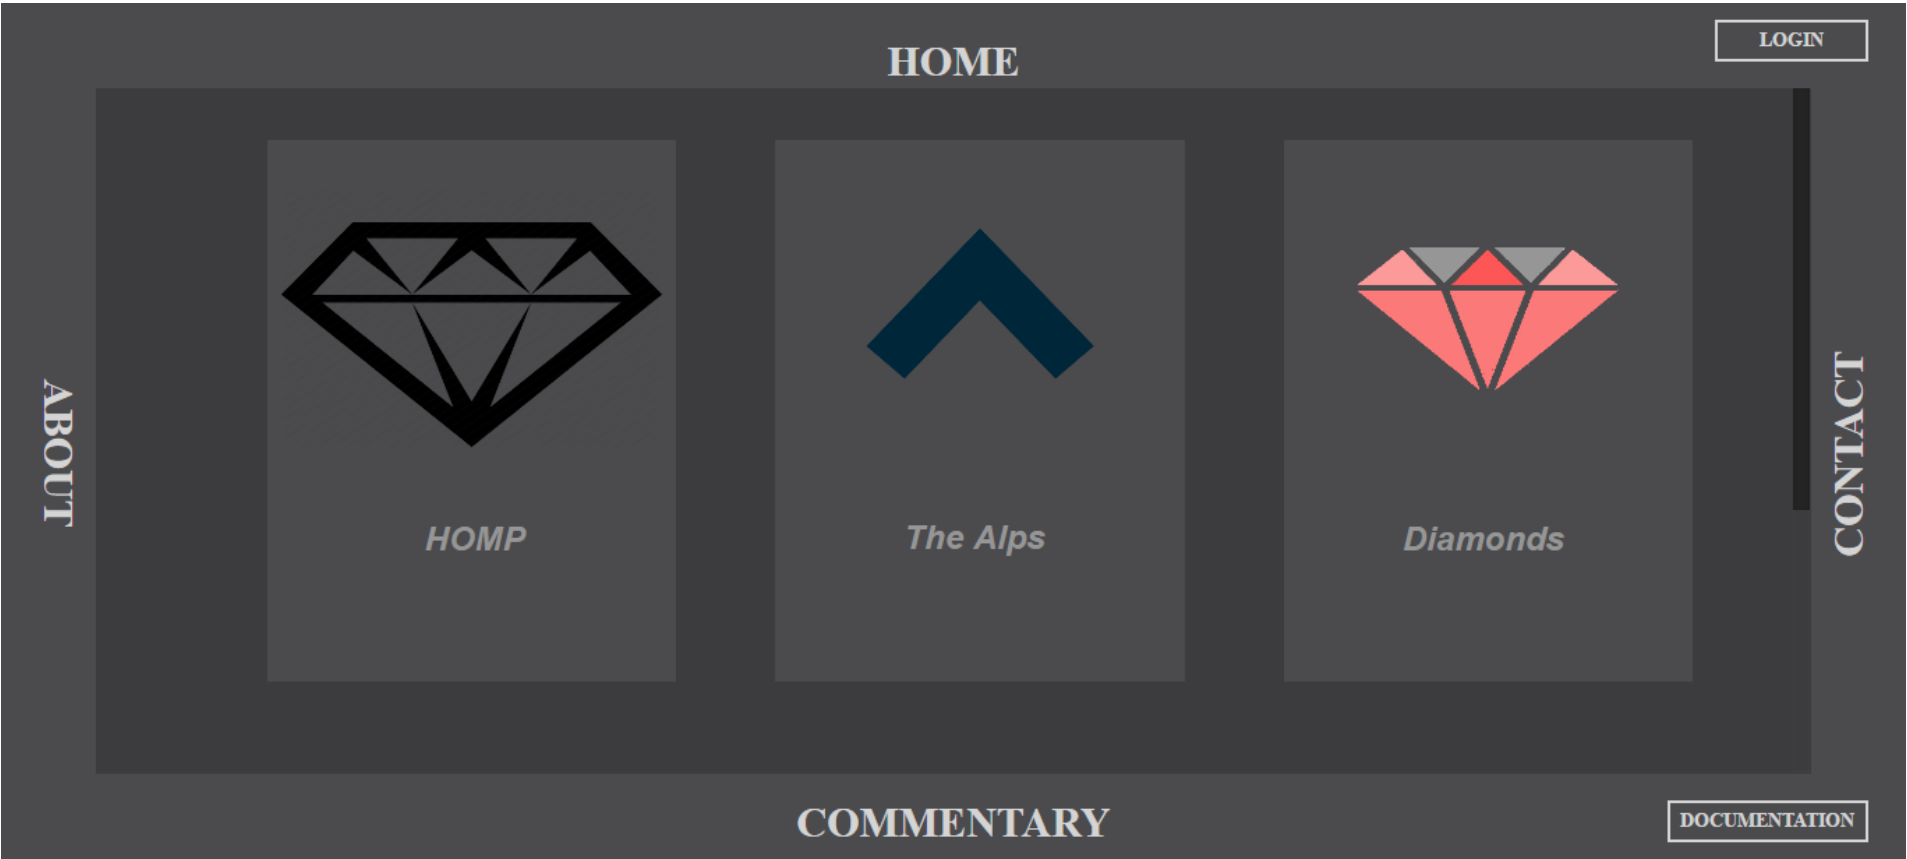 LOGIN
HOME
ABOUT
HOMP
The Alps
Diamonds
CONTACT
COMMENTARY
DOCUMENTATION